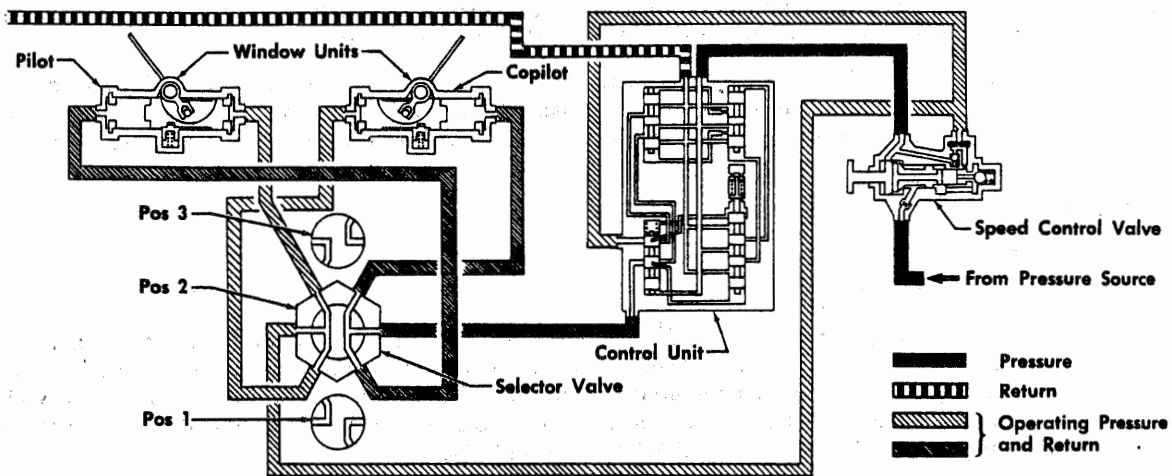 Pilot
Window Units
Copilot
Pos 3
Pos 2
Pos 1
Selector Valve
Control Unit
Speed Control Valve
From Pressure Source
Pressure
Return
Operating Pressure
and Return